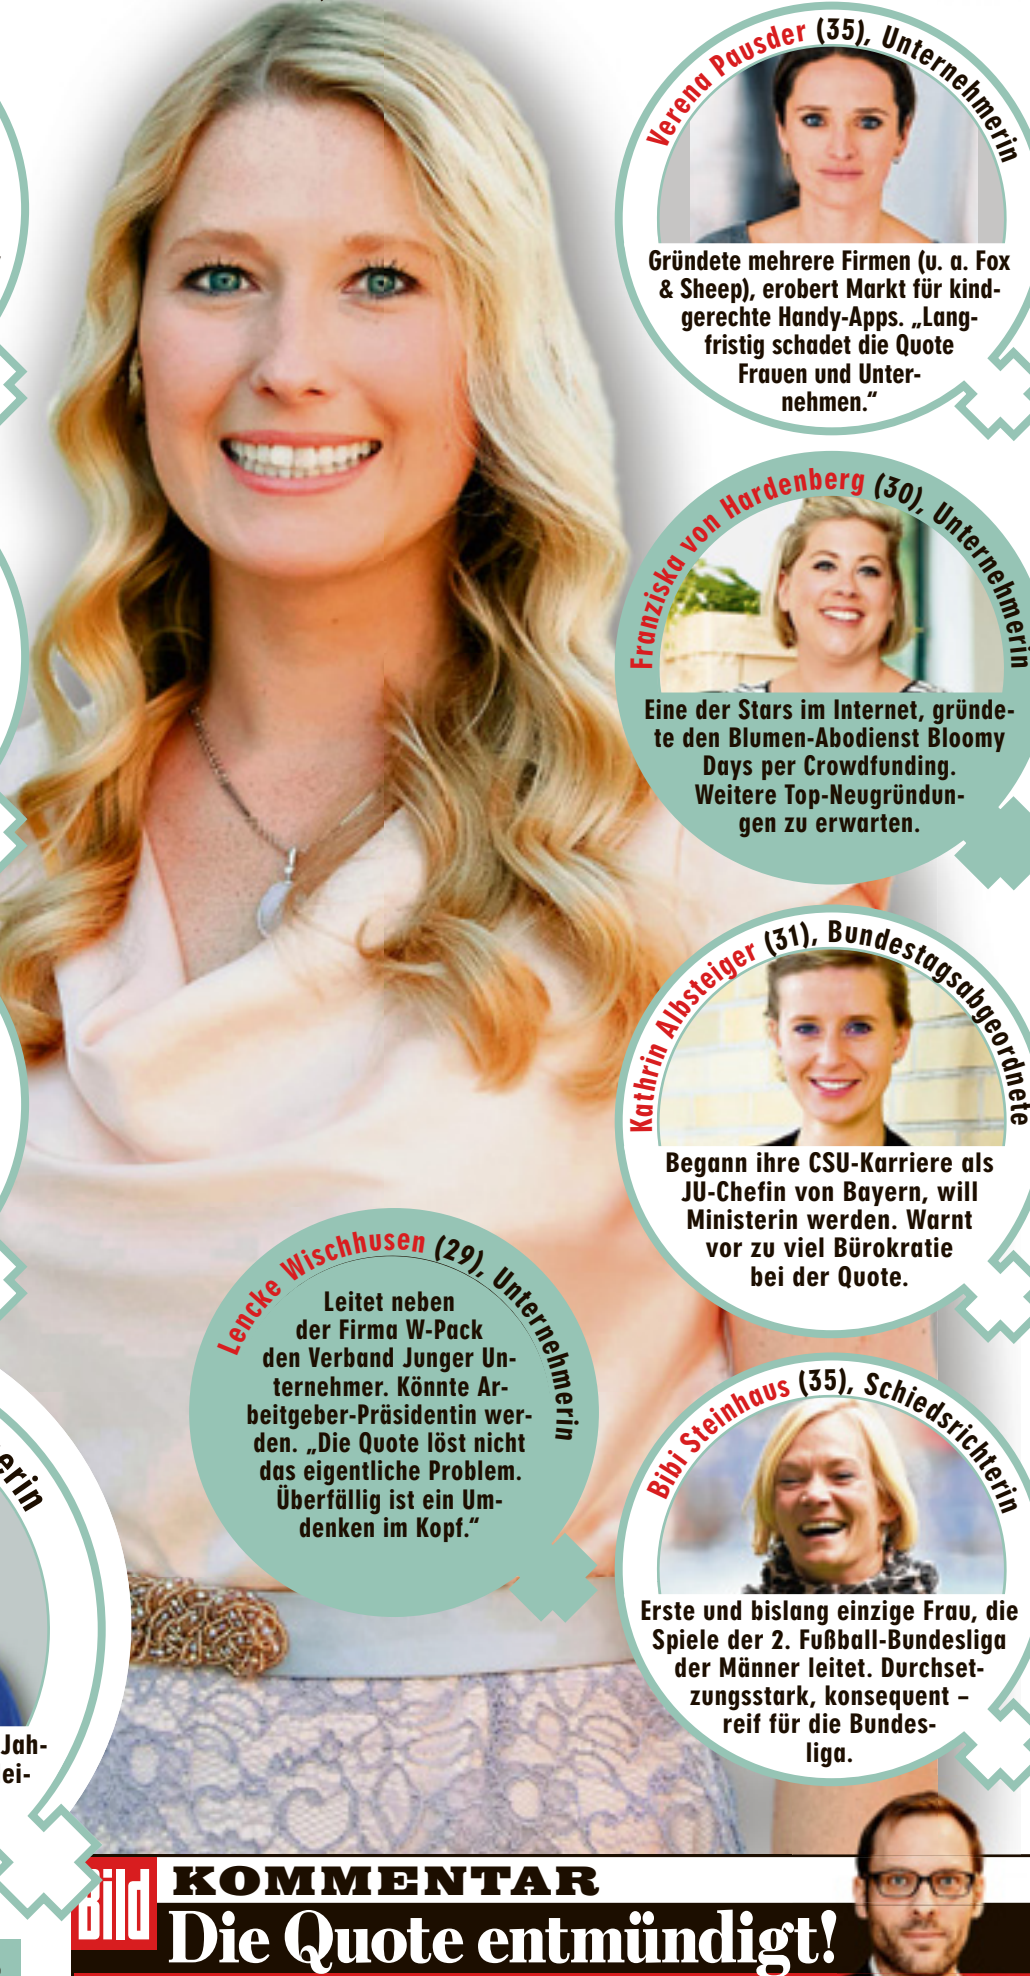 Verena Pausder (35), Unternehmerin
Gründete mehrere Firmen (u. a. Fox
& Sheep), erobert Markt für kind-
gerechte Handy-Apps. „Lang-
fristig schadet die Quote
Frauen und Unter-
nehmen.“
Franziska von Hardenberg (30), Unternehmerin
Eine der Stars im Internet, gründe-
te den Blumen-Abodienst Bloomy
Days per Crowdfunding.
Weitere Top-Neugründun-
gen zu erwarten.
Kathrin Albsteiger (31), Bundestagsabgeordnete
Begann ihre CSU-Karriere als
JU-Chefin von Bayern, will
Ministerin werden. Warnt
vor zu viel Bürokratie
bei der Quote.
Lencke Wischhusen (29), Unternehmerin
Leitet neben
der Firma W-Pack
den Verband Junger Un-
ternehmer. Könnte Ar-
beitgeber-Präsidentin wer-
den. „Die Quote löst nicht
das eigentliche Problem.
Überfällig ist ein Um-
denken im Kopf.“
Bibi Steinhaus (35), Schiedsrichterin
Erste und bislang einzige Frau, die
Spiele der 2. Fußball-Bundesliga
der Männer leitet. Durchset-
zungsstark, konsequent –
reif für die Bundes-
liga.
erin
Jah-
ei-
Bild
KOMMENTAR
Die Quote entmündigt!